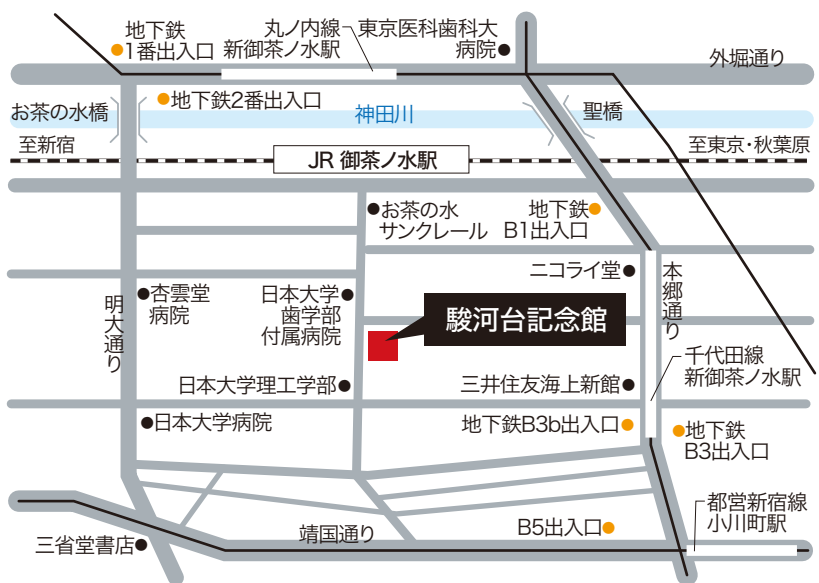 地下鉄
1番出入口
丸ノ内線
新御茶ノ水駅
東京医科歯科大
病院
外堀通り
地下鉄2番出入口
お茶の水橋
神田川
聖橋
至新宿
JR 御茶ノ水駅
至東京・秋葉原
お茶の水
サンクレール
地下鉄
B1出入口
ニコライ堂
本郷通り
明大通り
杏雲堂
病院
日本大学
歯学部
付属病院
駿河台記念館
千代田線
新御茶ノ水駅
日本大学理工学部
三井住友海上新館
日本大学病院
地下鉄B3b出入口
地下鉄
B3出入口
都営新宿線
小川町駅
靖国通り
B5出入口
三省堂書店